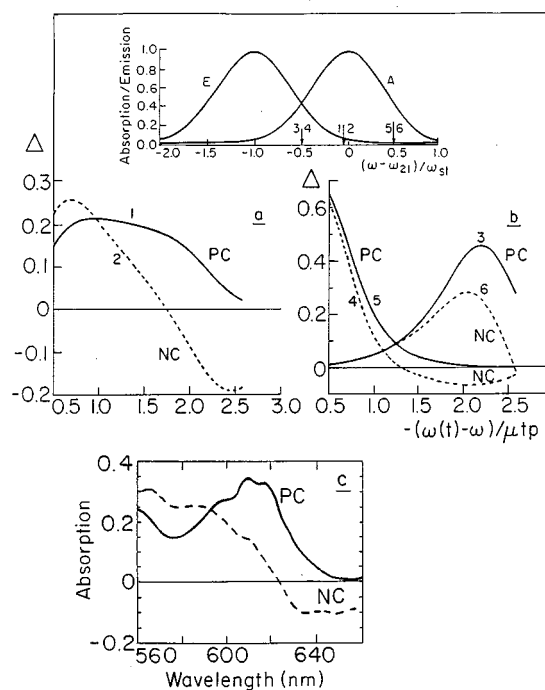 Absorption/Emission
1.0
0.8
0.6
0.4
0.2
0.0
E
A
3 4
1 2
5 6
-2.0 -1.5 -1.0 -0.5 0 0.5 1.0
(ω-ω21)/ωS1
Δ
0.3
0.2
0.1
0
-0.1
-0.2
1
2
a
PC
NC
0.5 1.0 1.5 2.0 3.0
Δ
0.6
0.4
0.2
0
b
PC
4
5
3
PC
6
NC
NC
0.5 1.0 1.5 2.0 2.5
-(ω(t)-ω)/μtp
Absorption
0.4
0.2
0
-0.2
c
PC
NC
560 600 640
Wavelength (nm)